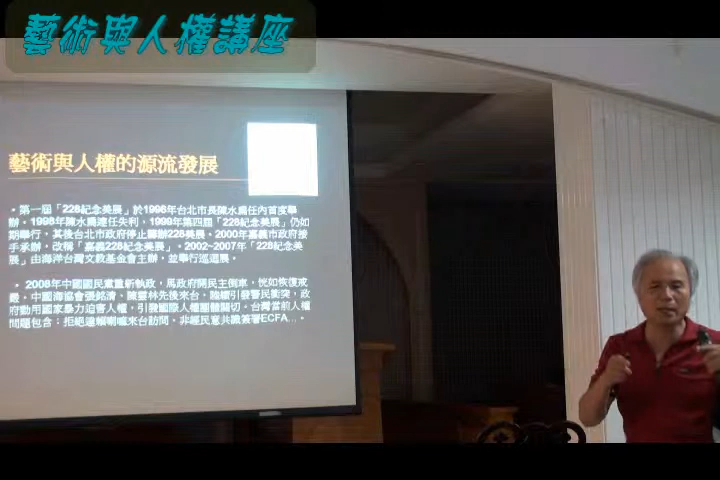 藝術與人權講座
藝術與人權的源流發展
• 第一屆「228紀念美展」於1996年台北市長陳水扁任內首度舉
辦。1998年陳水扁連任失利，1999年第四屆「228紀念美展」仍如
期舉行，其後台北市政府停止籌辦228美展。2000年嘉義市政府接
手承辦，改稱「嘉義228紀念美展」。2002~2007年「228紀念美
展」由海洋台灣文教基金會主辦，並舉行巡迴展。
• 2008年中國國民黨重新執政，馬政府開民主倒車，恍如恢復戒
嚴。中國海協會張銘清、陳雲林先後來台，陸續引發警民衝突，政
府動用國家暴力迫害人權，引發國際人權團體關切。台灣當前人權
問題包含：拒絕達賴喇嘛來台訪問、非經民意共識簽署ECFA...。